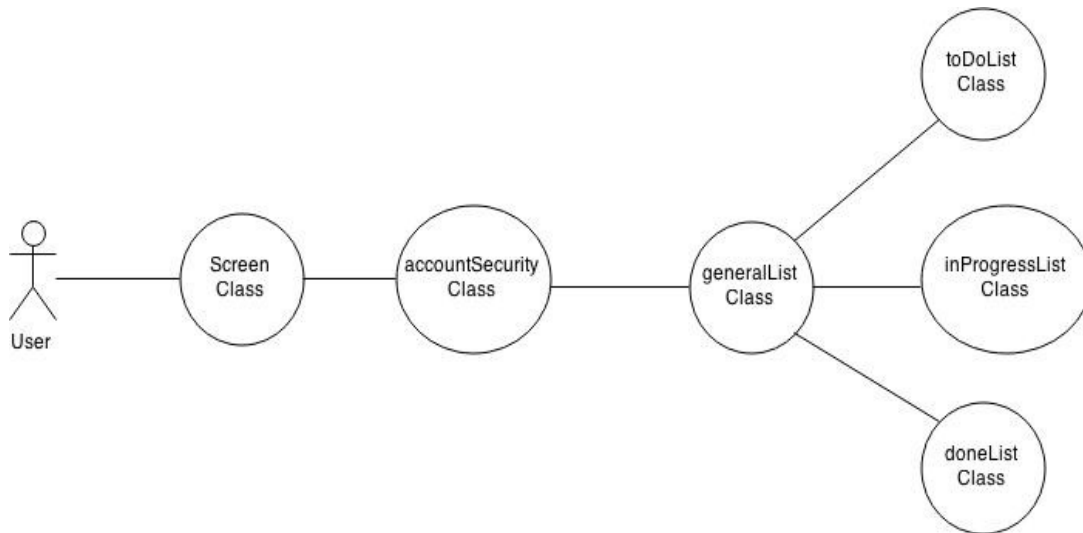 toDoList
Class
Screen
Class
accountSecurity
Class
generalList
Class
inProgressList
Class
User
doneList
Class